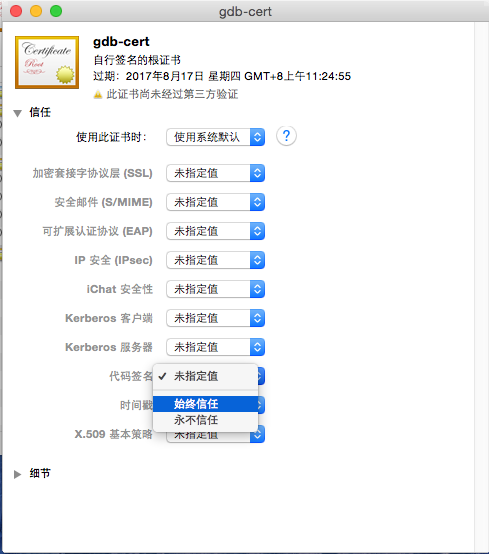 gdb-cert
Certificate
Root
gdb-cert
自行签名的根证书
过期：2017年8月17日 星期四 GMT+8上午11:24:55
此证书尚未经过第三方验证
信任
使用此证书时： 使用系统默认 ?
加密套接字协议层 (SSL) 未指定值
安全邮件 (S/MIME) 未指定值
可扩展认证协议 (EAP) 未指定值
IP 安全 (IPsec) 未指定值
iChat 安全性 未指定值
Kerberos 客户端 未指定值
Kerberos 服务器 未指定值
代码签名 ✓ 未指定值
时间戳 始终信任
永不信任
X.509 基本策略 未指定值
细节